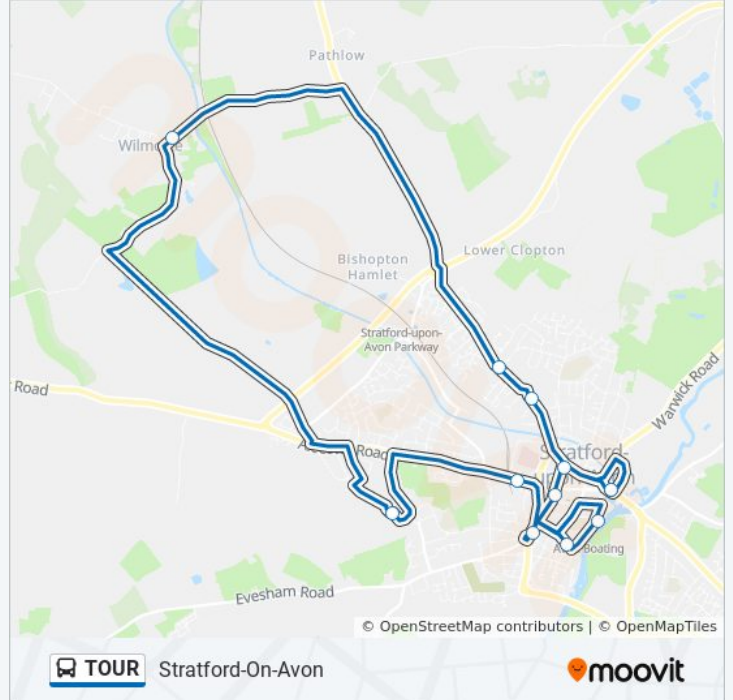 Pathlow
Lower Clopton
Bishopton
Hamlet
Stratford-upon-
Avon Parkway
Warwick Road
Road
Road
Evesham Road
Boating
© OpenStreetMap contributors | © OpenMapTiles
TOUR Stratford-On-Avon
moovit